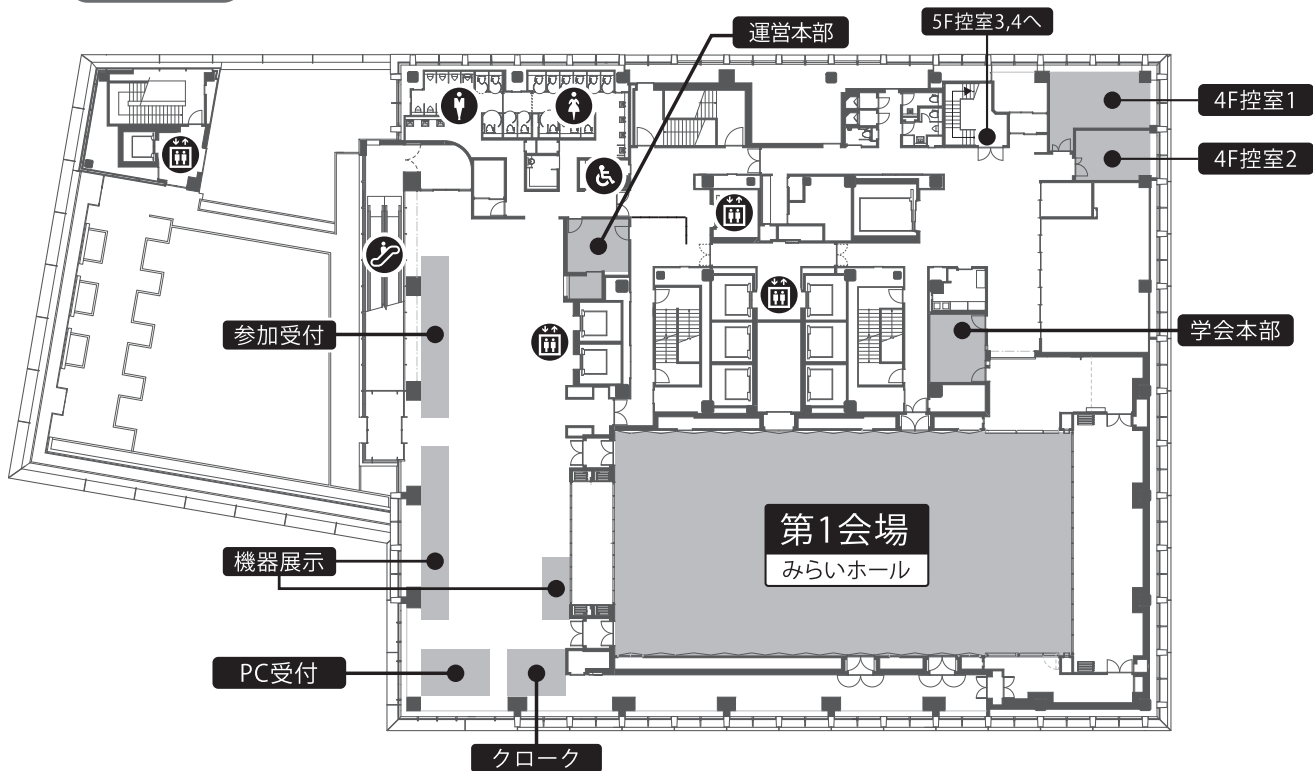 運営本部
5F控室3,4へ
4F控室1
4F控室2
参加受付
学会本部
第1会場
みらいホール
機器展示
PC受付
クローク